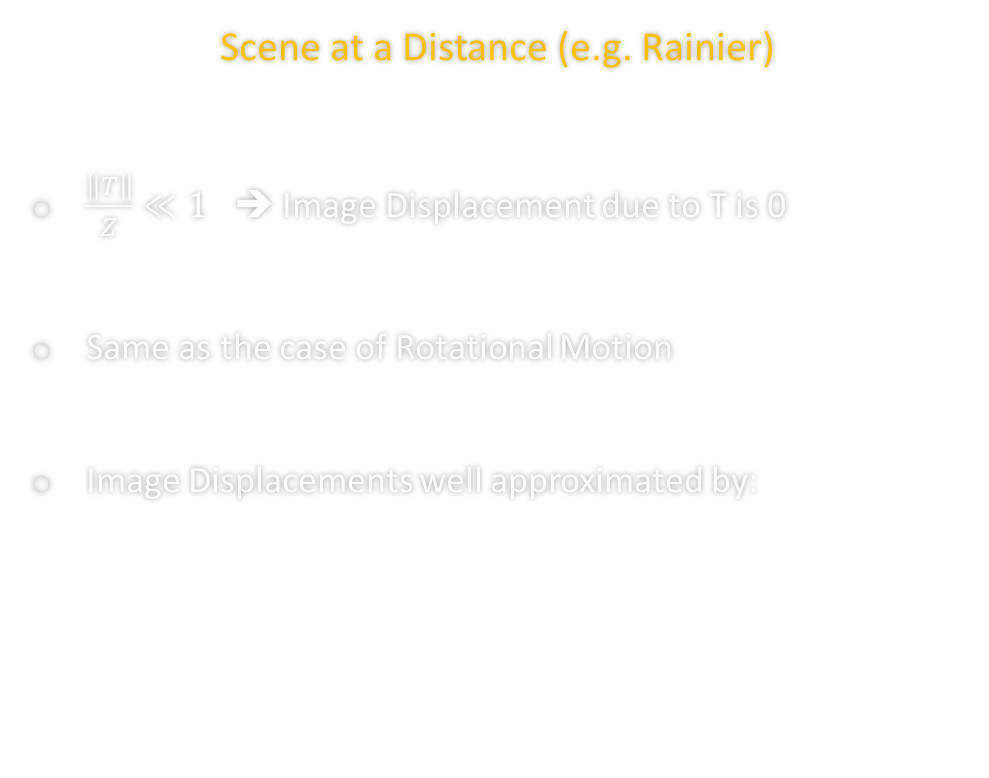 Scene at a Distance (e.g. Rainier)
○ ‖T‖/Z ≪ 1 ➔ Image Displacement due to T is 0
○ Same as the case of Rotational Motion
○ Image Displacements well approximated by: